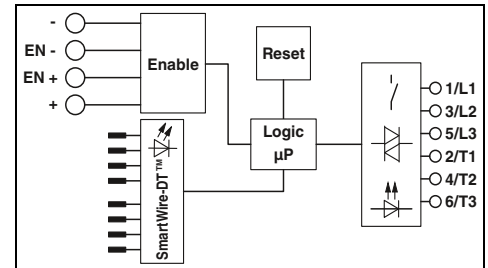 -
EN -
EN +
+
Enable
Reset
SmartWire-DT™
Logic
µP
1/L1
3/L2
5/L3
2/T1
4/T2
6/T3